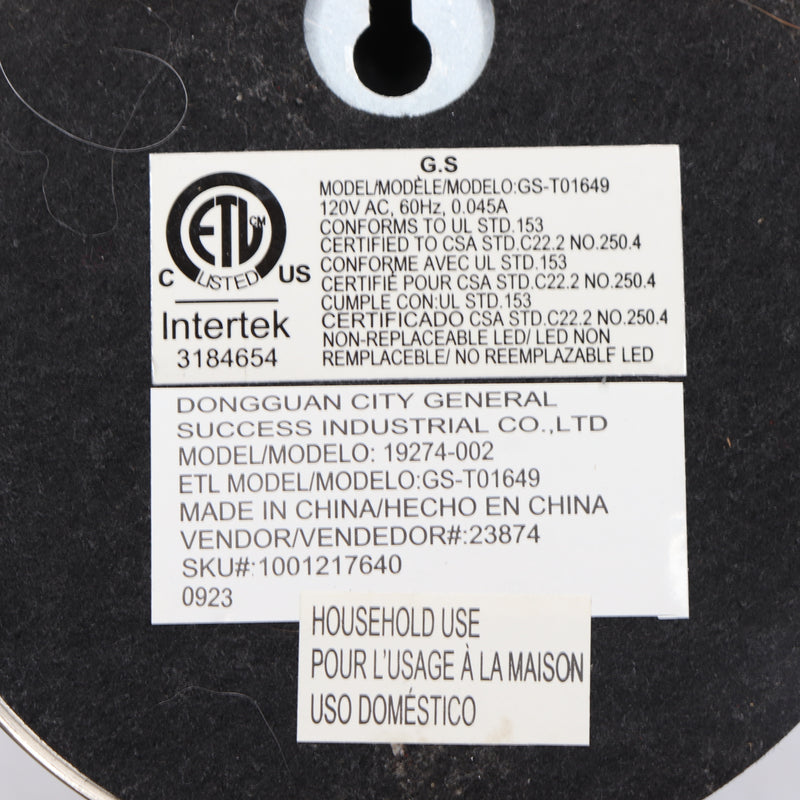 G.S
MODEL/MODÈLE/MODELO:GS-T01649
120V AC, 60Hz, 0.045A
CONFORMS TO UL STD.153
CERTIFIED TO CSA STD.C22.2 NO.250.4
CONFORME AVEC UL STD.153
CERTIFIÉ POUR CSA STD.C22.2 NO.250.4
CUMPLE CON:UL STD.153
CERTIFICADO CSA STD.C22.2 NO.250.4
NON-REPLACEABLE LED/ LED NON
REMPLACEBLE/ NO REEMPLAZABLF LED
ETL CM
C LISTED US
Intertek
3184654
DONGGUAN CITY GENERAL
SUCCESS INDUSTRIAL CO.,LTD
MODEL/MODELO: 19274-002
ETL MODEL/MODELO:GS-T01649
MADE IN CHINA/HECHO EN CHINA
VENDOR/VENDEDOR#:23874
SKU#:1001217640
0923
HOUSEHOLD USE
POUR L'USAGE À LA MAISON
USO DOMÉSTICO